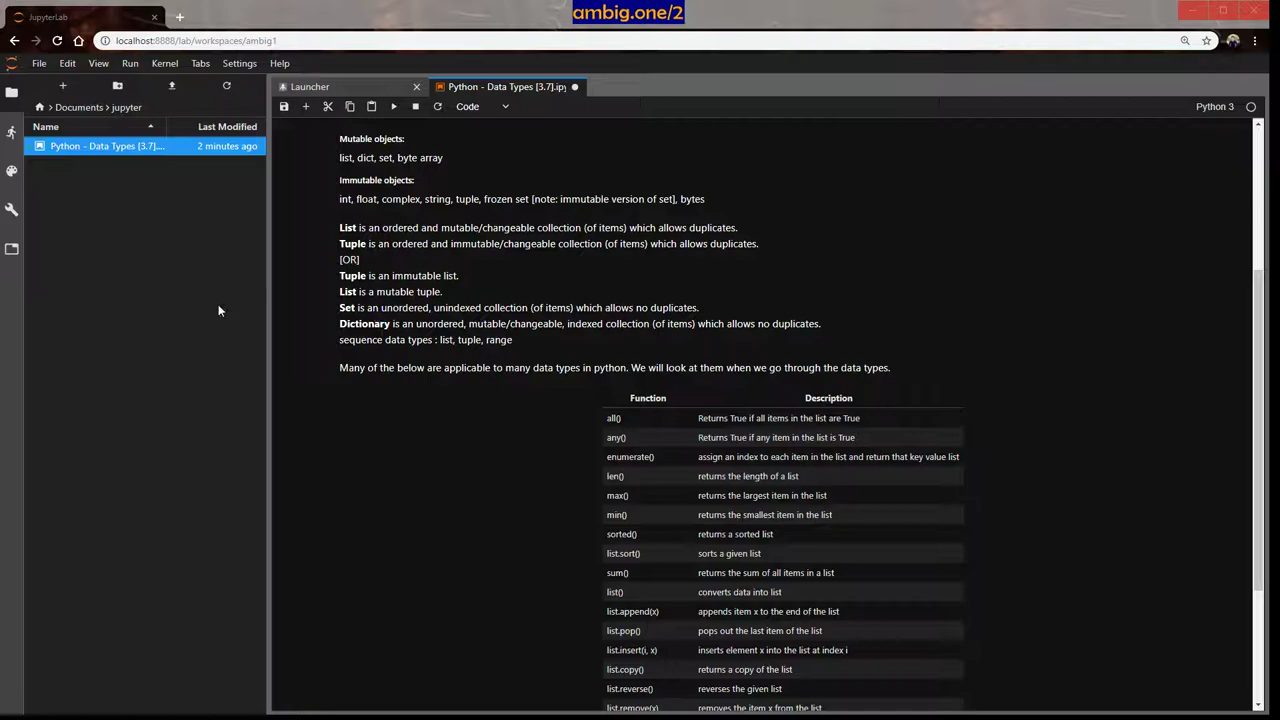 ambig.one/2
JupyterLab
localhost:8888/lab/workspaces/ambig1
File Edit View Run Kernel Tabs Settings Help
Launcher
Python - Data Types [3.7].ipy
Code
Python 3
Documents > jupyter
Name
Last Modified
Python - Data Types [3.7]....
2 minutes ago
Mutable objects:
list, dict, set, byte array
Immutable objects:
int, float, complex, string, tuple, frozen set [note: immutable version of set], bytes
List is an ordered and mutable/changeable collection (of items) which allows duplicates.
Tuple is an ordered and immutable/changeable collection (of items) which allows duplicates.
[OR]
Tuple is an immutable list.
List is a mutable tuple.
Set is an unordered, unindexed collection (of items) which allows no duplicates.
Dictionary is an unordered, mutable/changeable, indexed collection (of items) which allows no duplicates.
sequence data types : list, tuple, range
Many of the below are applicable to many data types in python. We will look at them when we go through the data types.
Function Description
all() Returns True if all items in the list are True
any() Returns True if any item in the list is True
enumerate() assign an index to each item in the list and return that key value list
len() returns the length of a list
max() returns the largest item in the list
min() returns the smallest item in the list
sorted() returns a sorted list
list.sort() sorts a given list
sum() returns the sum of all items in a list
list() converts data into list
list.append(x) appends item x to the end of the list
list.pop() pops out the last item of the list
list.insert(i, x) inserts element x into the list at index i
list.copy() returns a copy of the list
list.reverse() reverses the given list
list.remove(x) removes the item x from the list